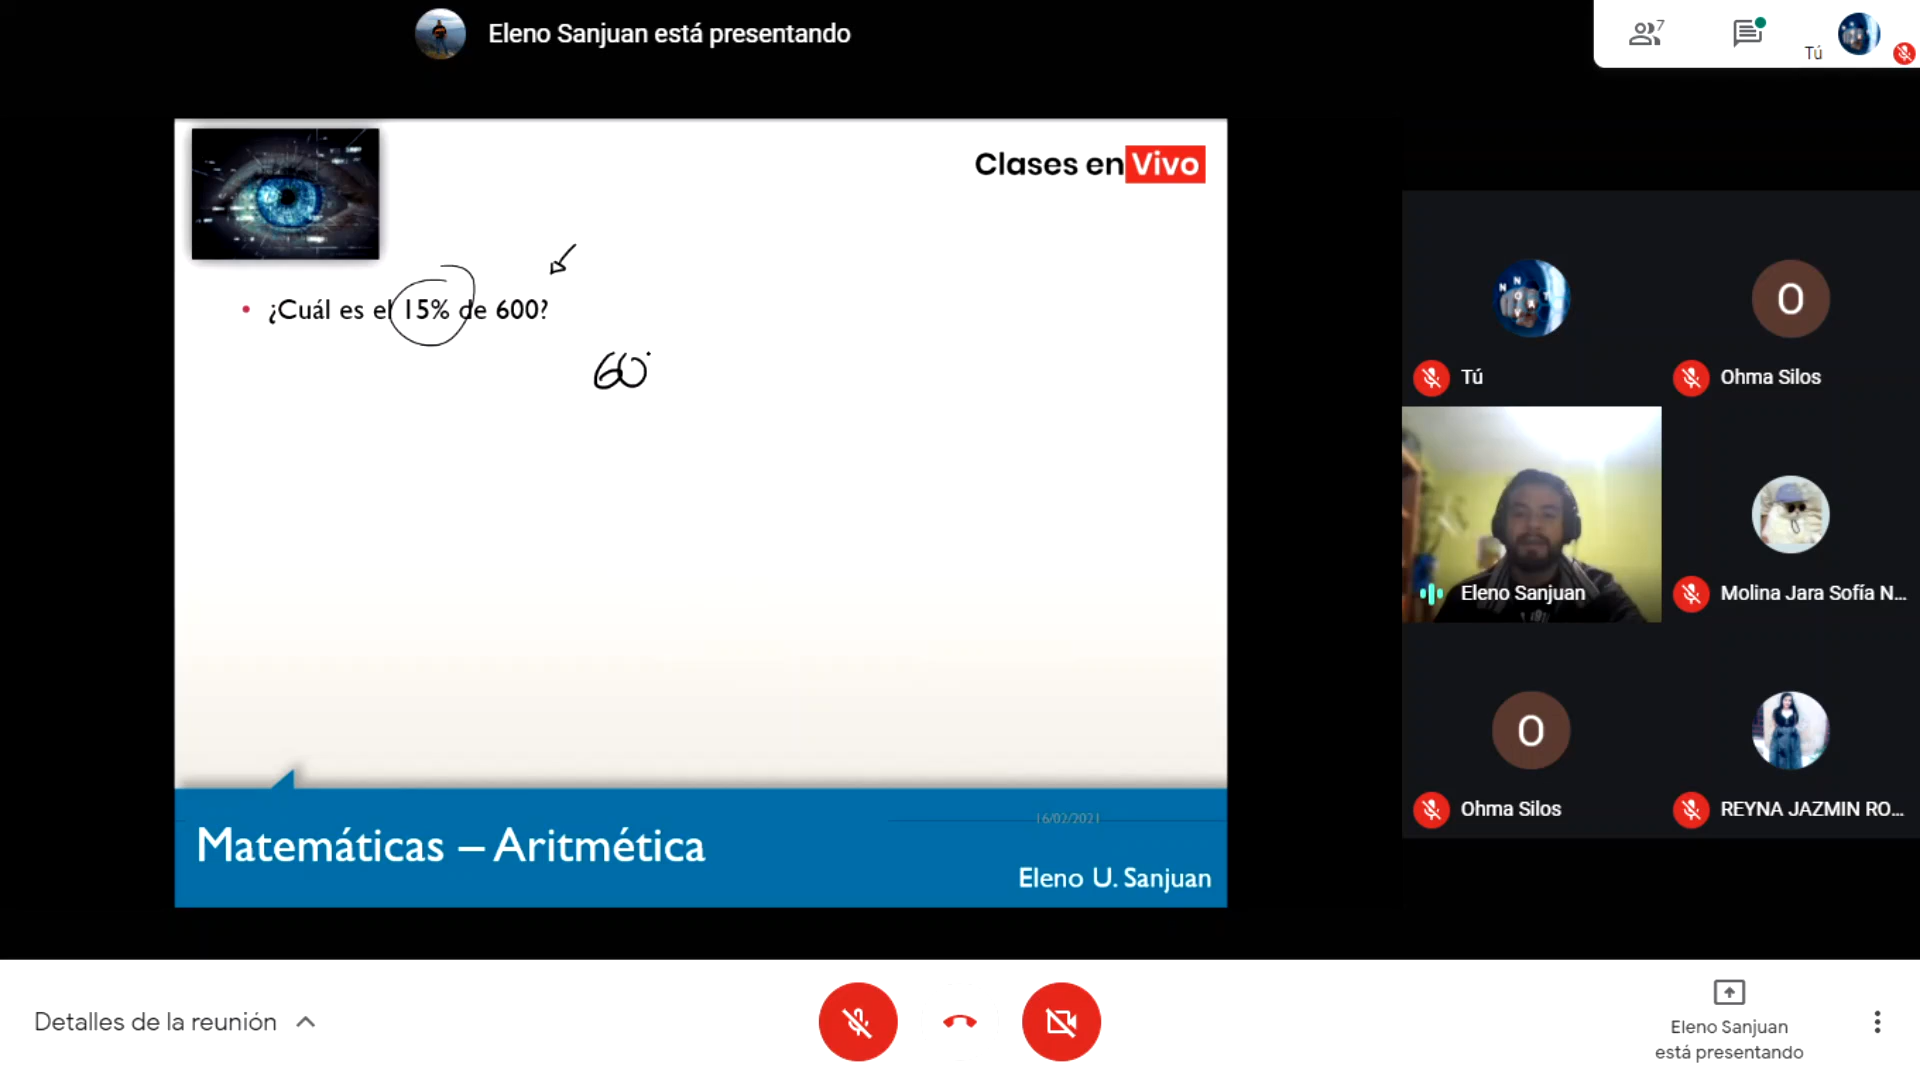 Eleno Sanjuan está presentando
7
Tú
Clases en Vivo
• ¿Cuál es el 15% de 600?
60
Matemáticas – Aritmética
16/02/2021
Eleno U. Sanjuan
Tú
O
Ohma Silos
Eleno Sanjuan
Molina Jara Sofía N...
O
Ohma Silos
REYNA JAZMIN RO...
Detalles de la reunión
Eleno Sanjuan
está presentando